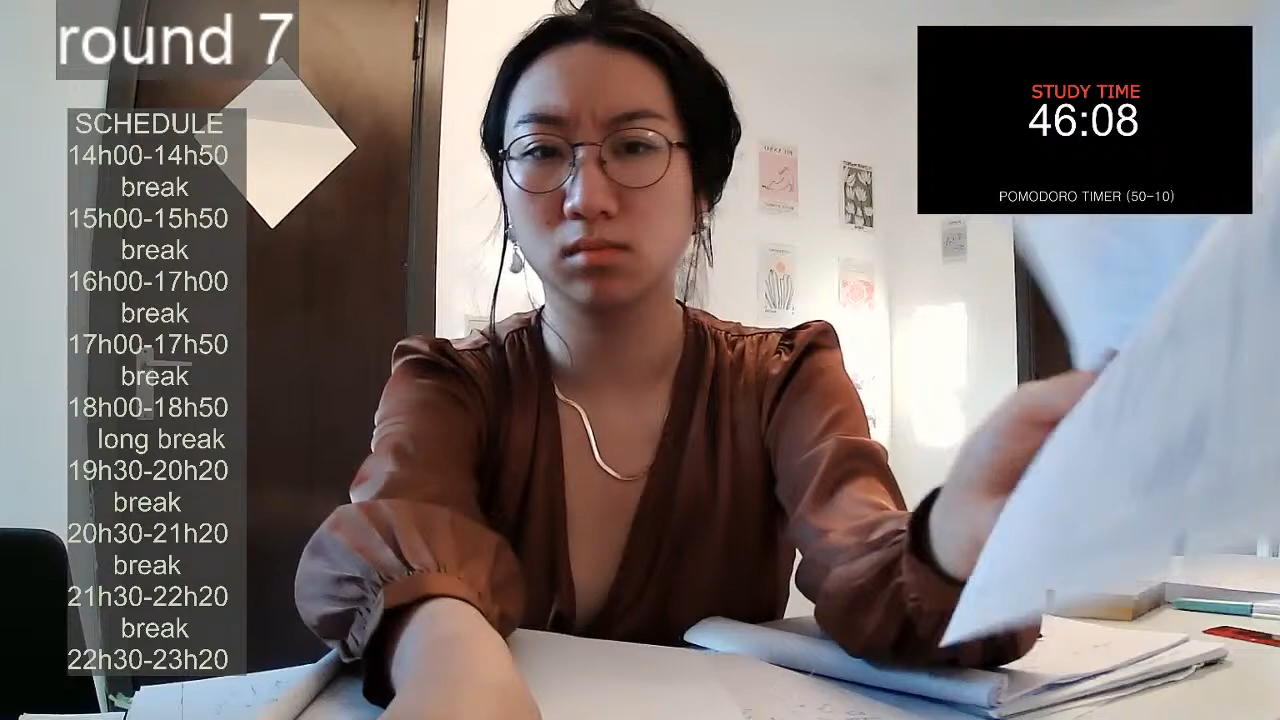 round 7
SCHEDULE
14h00-14h50
break
15h00-15h50
break
16h00-17h00
break
17h00-17h50
break
18h00-18h50
long break
19h30-20h20
break
20h30-21h20
break
21h30-22h20
break
22h30-23h20
STUDY TIME
46:08
POMODORO TIMER (50-10)